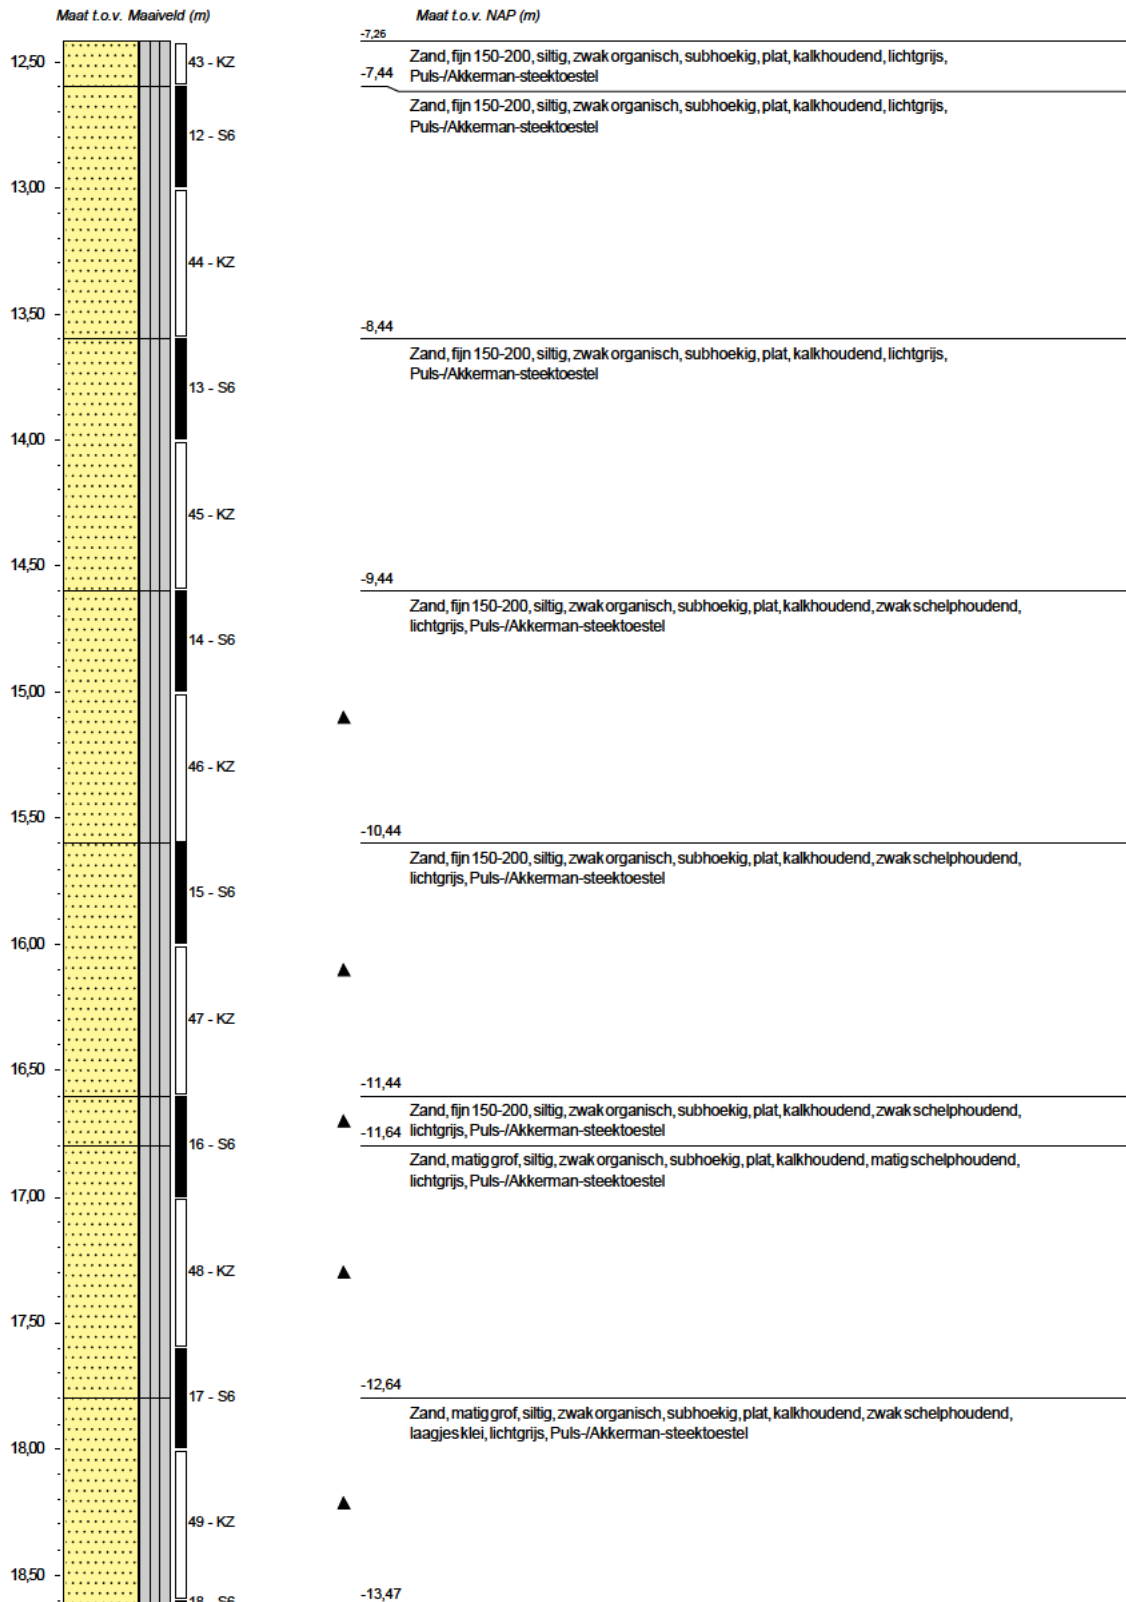 Maat t.o.v. Maaiveld (m) Maat t.o.v. NAP (m)
-7,26
12,50 43 - KZ Zand, fijn 150-200, siltig, zwak organisch, subhoekig, plat, kalkhoudend, lichtgrijs,
-7,44 Puls-/Akkerman-steektoestel
Zand, fijn 150-200, siltig, zwak organisch, subhoekig, plat, kalkhoudend, lichtgrijs,
12 - S6 Puls-/Akkerman-steektoestel
13,00
44 - KZ
13,50
-8,44
Zand, fijn 150-200, siltig, zwak organisch, subhoekig, plat, kalkhoudend, lichtgrijs,
Puls-/Akkerman-steektoestel
13 - S6
14,00
45 - KZ
14,50
-9,44
Zand, fijn 150-200, siltig, zwak organisch, subhoekig, plat, kalkhoudend, zwak schelphoudend,
lichtgrijs, Puls-/Akkerman-steektoestel
14 - S6
15,00
46 - KZ
15,50
-10,44
Zand, fijn 150-200, siltig, zwak organisch, subhoekig, plat, kalkhoudend, zwak schelphoudend,
lichtgrijs, Puls-/Akkerman-steektoestel
15 - S6
16,00
47 - KZ
16,50
-11,44
Zand, fijn 150-200, siltig, zwak organisch, subhoekig, plat, kalkhoudend, zwak schelphoudend,
-11,64 lichtgrijs, Puls-/Akkerman-steektoestel
16 - S6
Zand, matig grof, siltig, zwak organisch, subhoekig, plat, kalkhoudend, matig schelphoudend,
lichtgrijs, Puls-/Akkerman-steektoestel
17,00
48 - KZ
17,50
-12,64
17 - S6
Zand, matig grof, siltig, zwak organisch, subhoekig, plat, kalkhoudend, zwak schelphoudend,
laagjes klei, lichtgrijs, Puls-/Akkerman-steektoestel
18,00
49 - KZ
18,50
-13,47
18 - S6